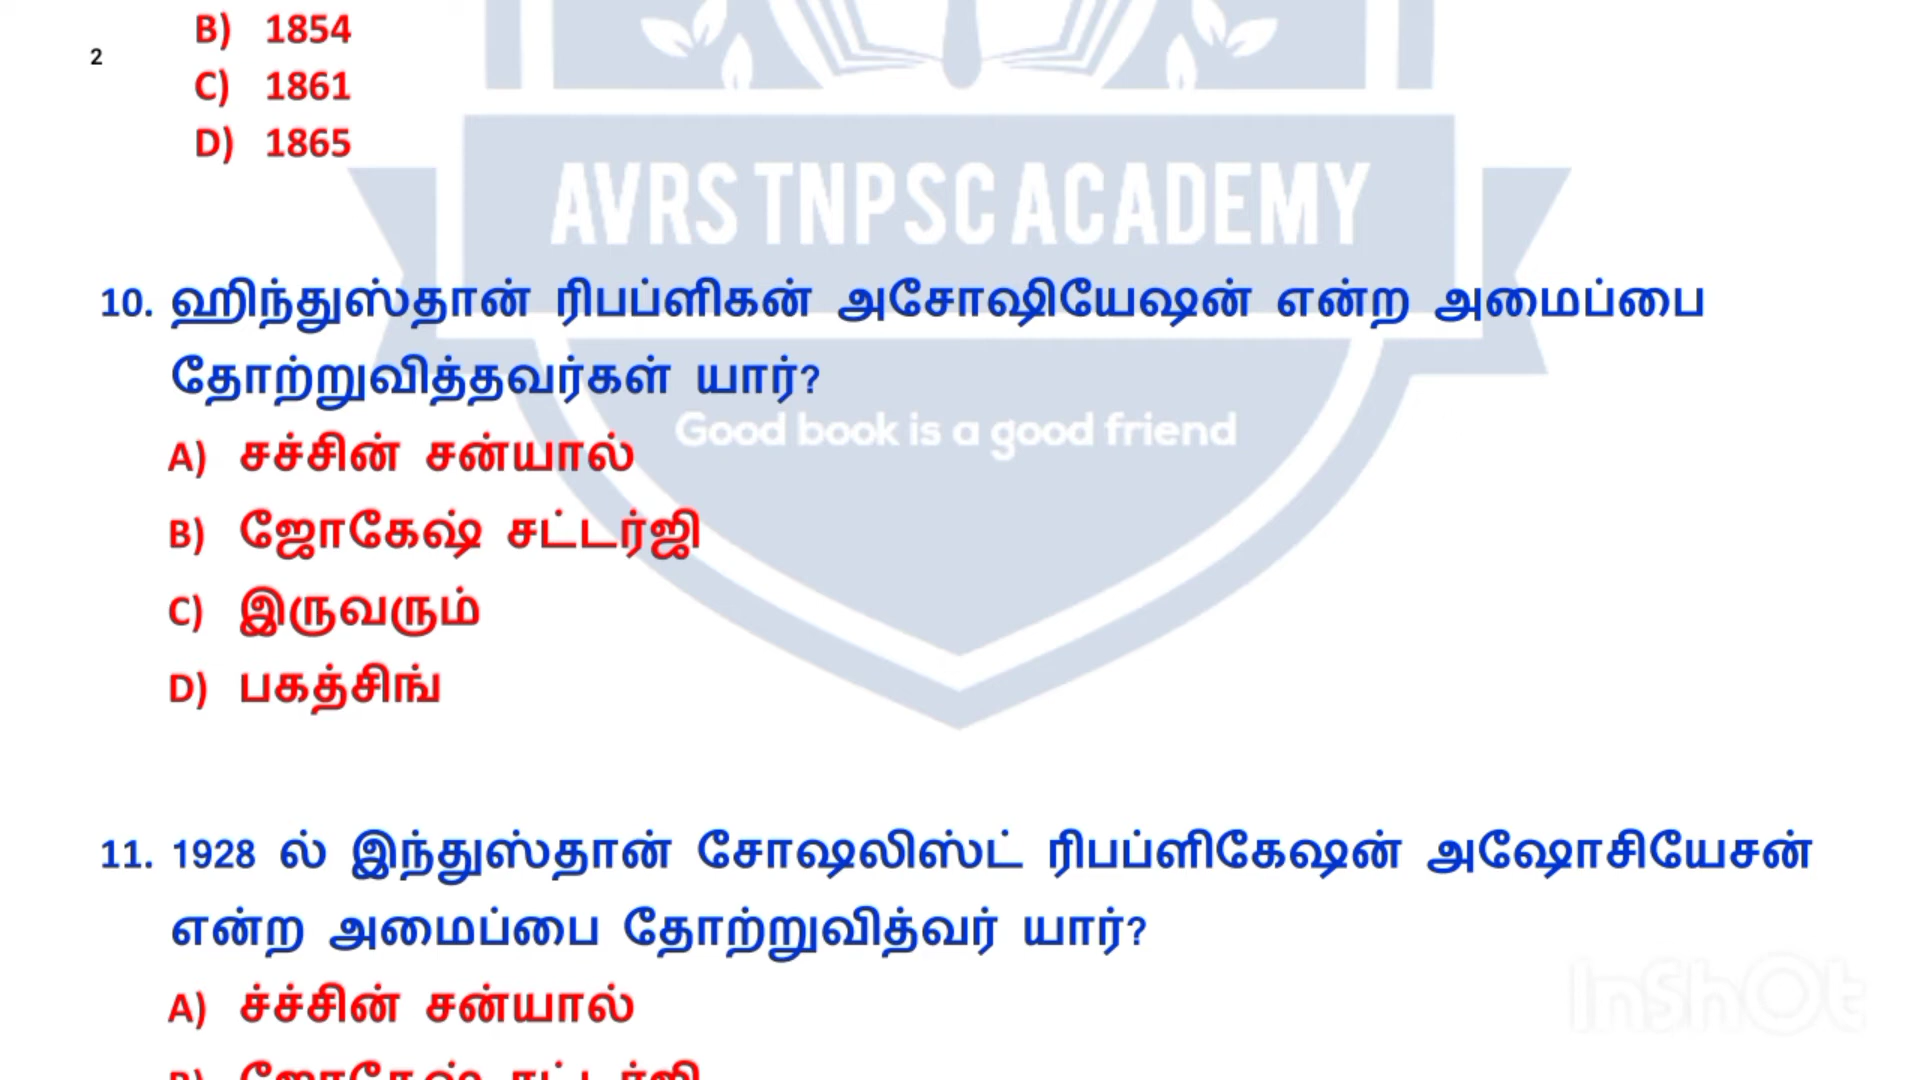 B) 1854
2
C) 1861
D) 1865
AVRS TNPSC ACADEMY
10. ஹிந்துஸ்தான் ரிபப்ளிகன் அசோஷியேஷன் என்ற அமைப்பை
தோற்றுவித்தவர்கள் யார்?
Good book is a good friend
A) சச்சின் சன்யால்
B) ஜோகேஷ் சட்டர்ஜி
C) இருவரும்
D) பகத்சிங்
11. 1928 ல் இந்துஸ்தான் சோஷலிஸ்ட் ரிபப்ளிகேஷன் அஷோசியேசன்
என்ற அமைப்பை தோற்றுவித்வர் யார்?
A) ச்ச்சின் சன்யால்
InShOt
B) ஜோகேஷ் சட்டர்ஜி